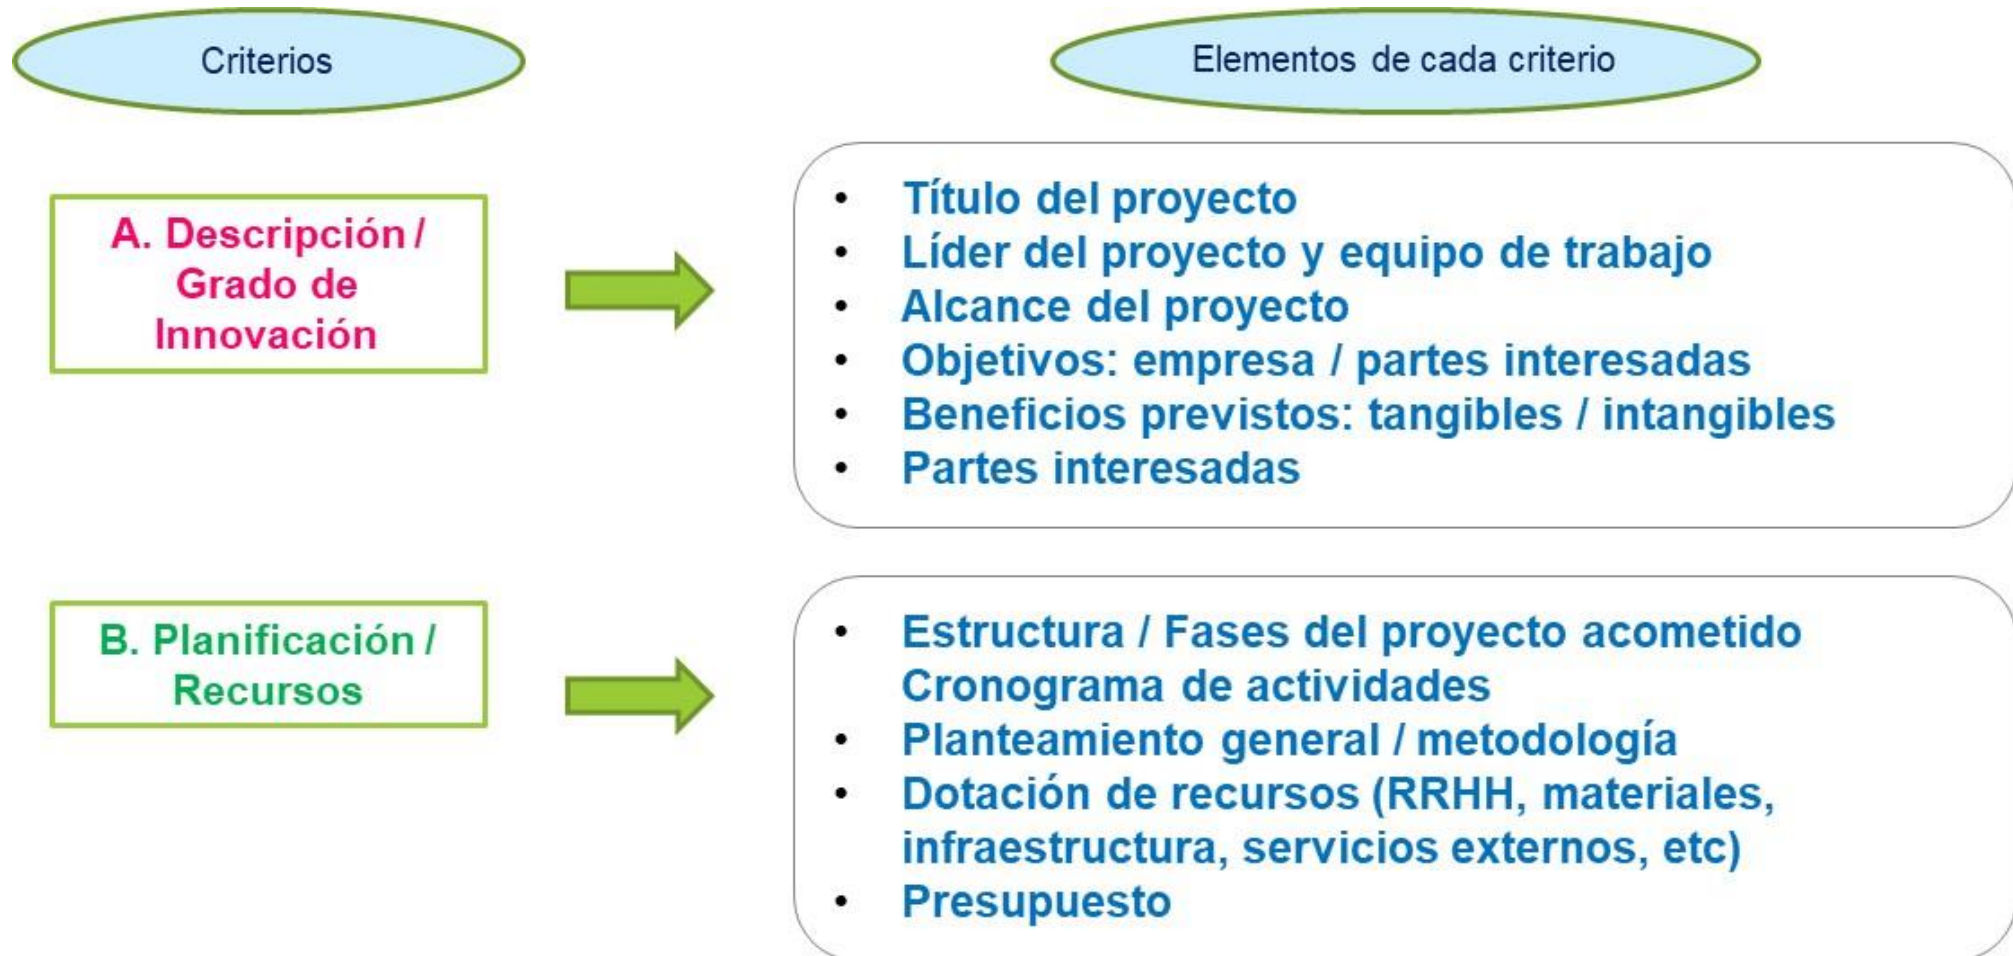 Criterios
Elementos de cada criterio
A. Descripción /
Grado de
Innovación
• Título del proyecto
• Líder del proyecto y equipo de trabajo
• Alcance del proyecto
• Objetivos: empresa / partes interesadas
• Beneficios previstos: tangibles / intangibles
• Partes interesadas
B. Planificación /
Recursos
• Estructura / Fases del proyecto acometido
Cronograma de actividades
• Planteamiento general / metodología
• Dotación de recursos (RRHH, materiales,
infraestructura, servicios externos, etc)
• Presupuesto